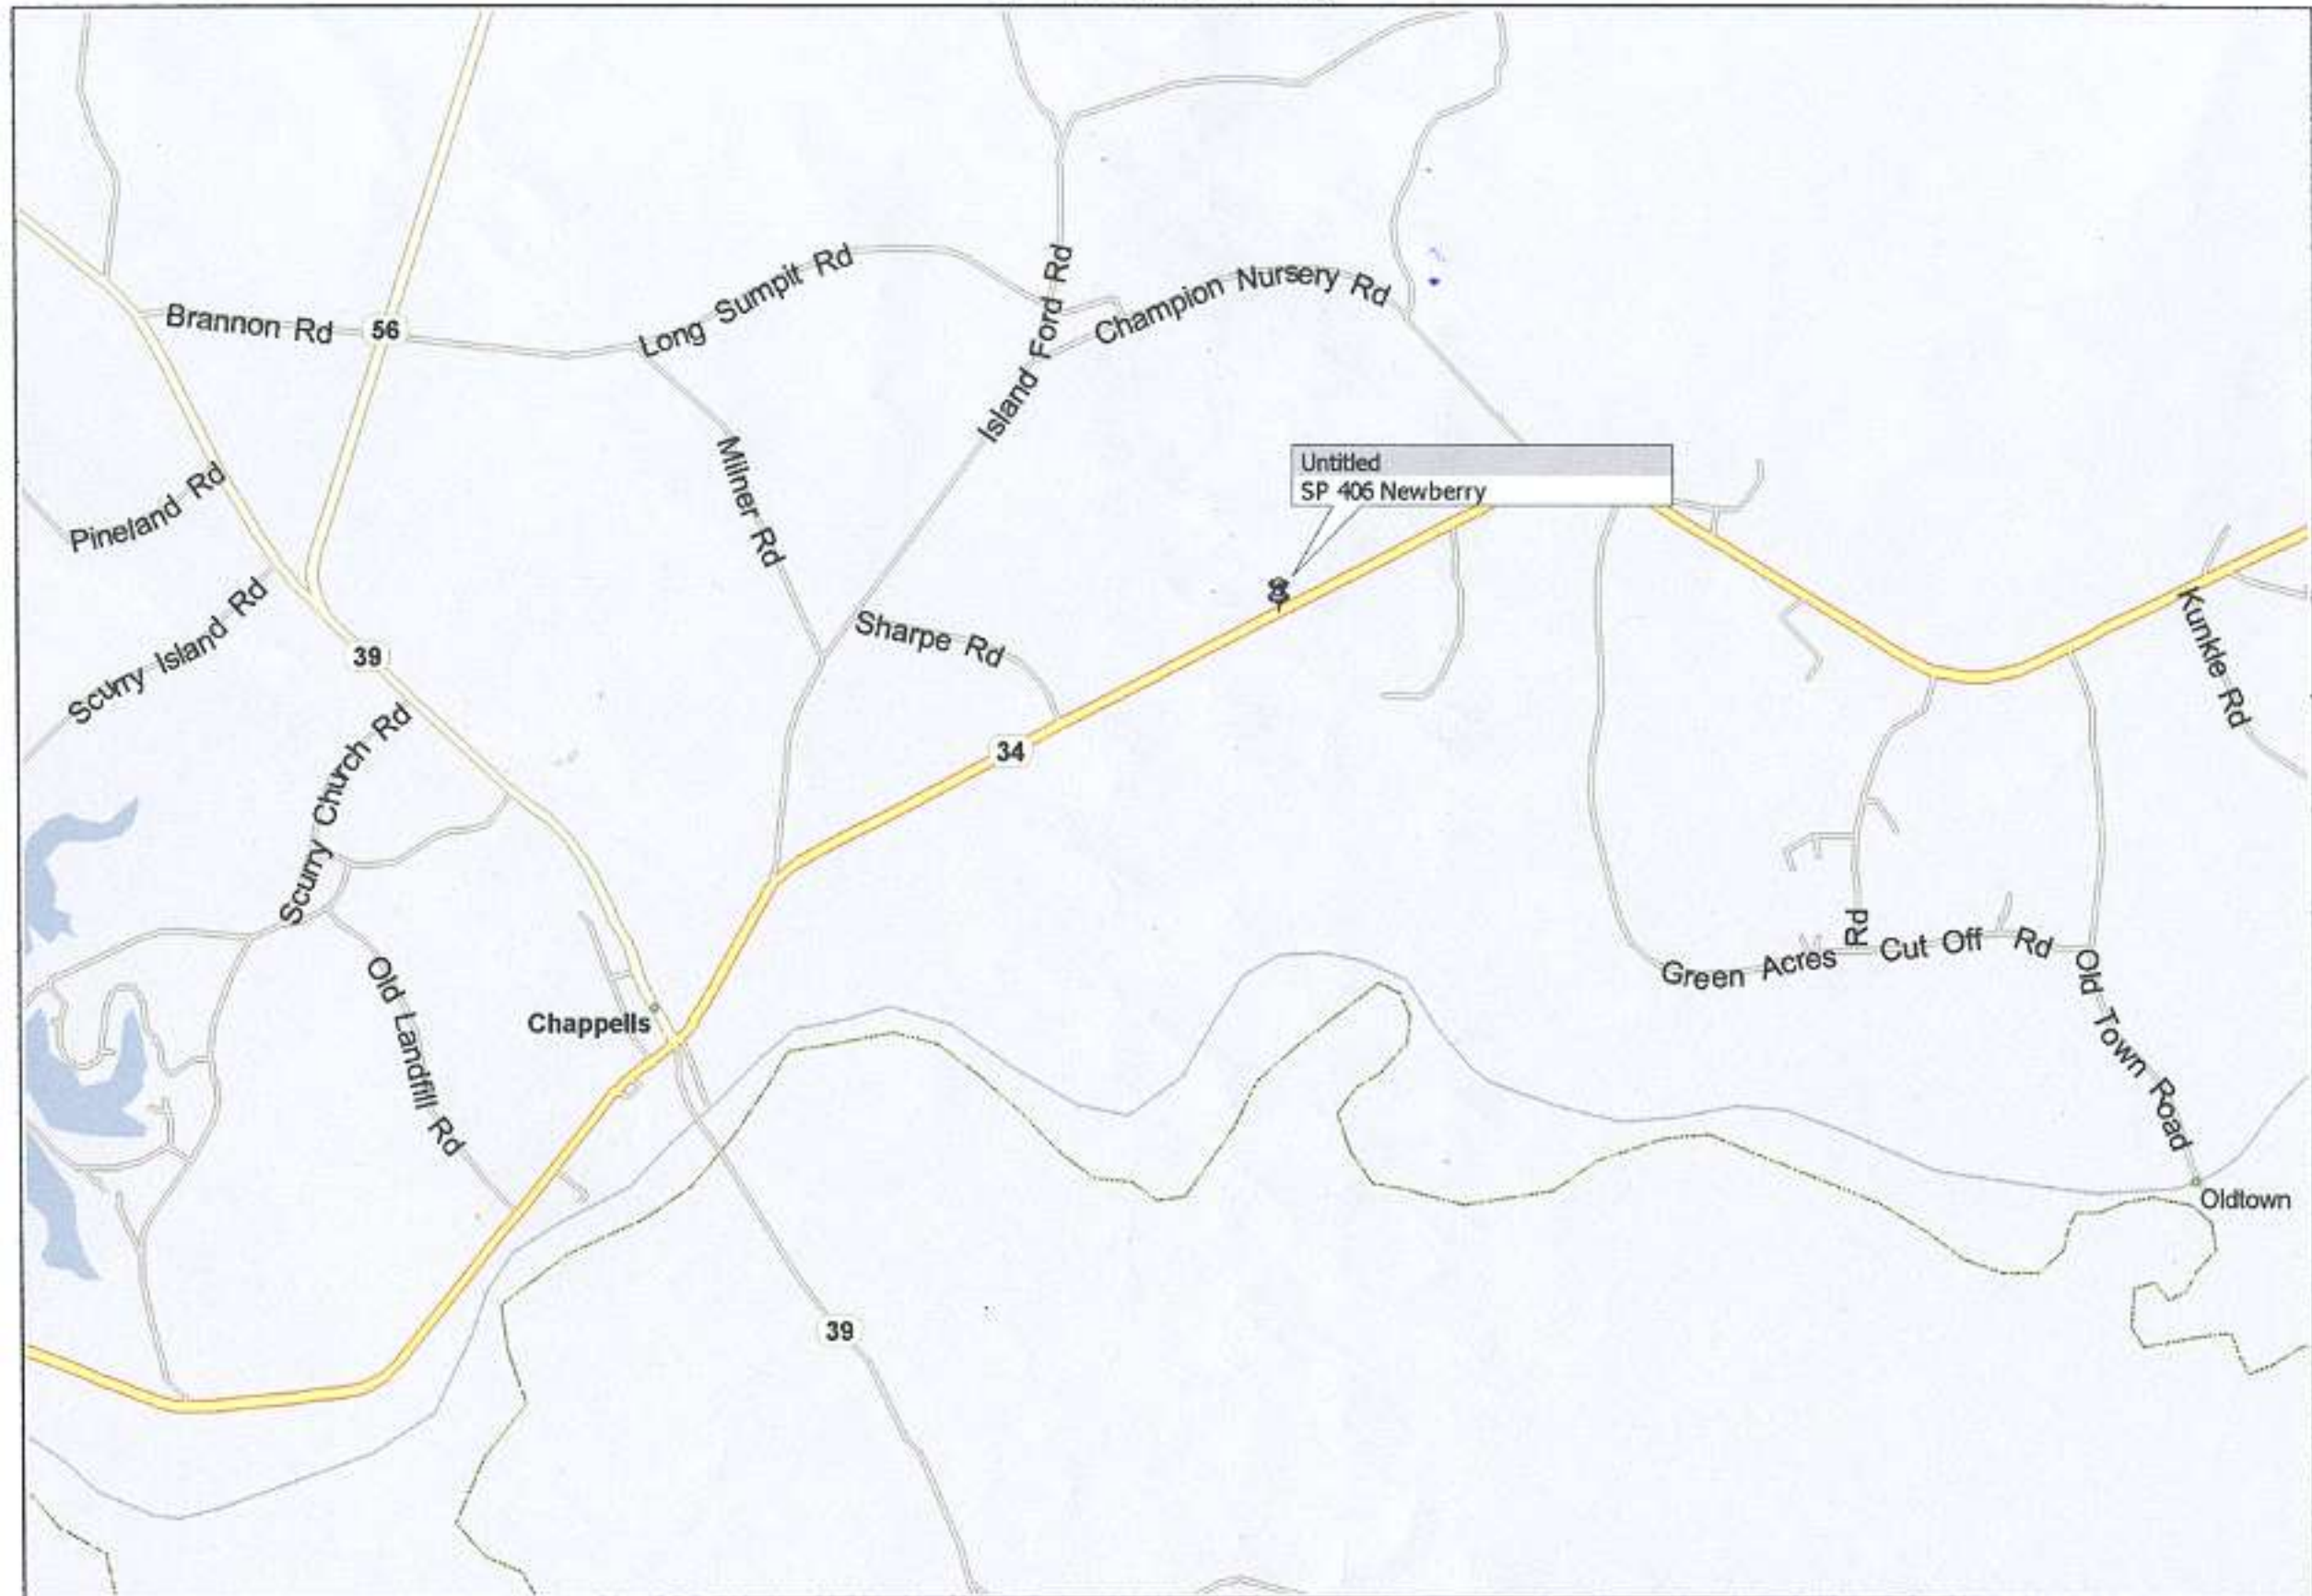 Brannon Rd
56
Long Sumpit Rd
Island Ford Rd
Champion Nursery Rd
Milner Rd
Pineland Rd
Untitled
SP 406 Newberry
Scurry Island Rd
39
Sharpe Rd
Kunkle Rd
34
Scurry Church Rd
Rd
Green Acres Cut Off Rd
Old Landfill Rd
Old Town Road
Chappells
Oldtown
39